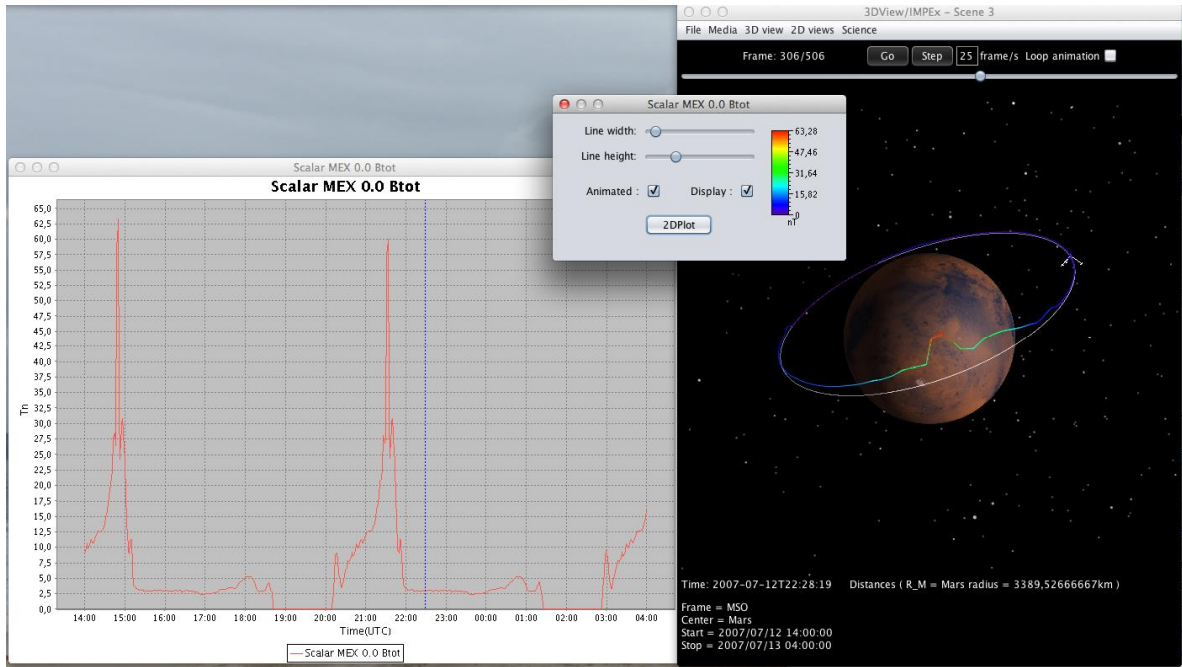 3DView/IMPEx – Scene 3
File Media 3D view 2D views Science
Frame: 306/506 Go Step 25 frame/s Loop animation
Scalar MEX 0.0 Btot
Line width:
Line height:
Animated : Display :
2DPlot
63,28
47,46
31,64
15,82
0
nT
Scalar MEX 0.0 Btot
Scalar MEX 0.0 Btot
65,0
62,5
60,0
57,5
55,0
52,5
50,0
47,5
45,0
42,5
40,0
37,5
35,0
32,5
30,0
27,5
25,0
22,5
20,0
17,5
15,0
12,5
10,0
7,5
5,0
2,5
0,0
Tn
14:00 15:00 16:00 17:00 18:00 19:00 20:00 21:00 22:00 23:00 00:00 01:00 02:00 03:00 04:00
Time(UTC)
Scalar MEX 0.0 Btot
Time: 2007-07-12T22:28:19 Distances ( R_M = Mars radius = 3389,52666667km )
Frame = MSO
Center = Mars
Start = 2007/07/12 14:00:00
Stop = 2007/07/13 04:00:00